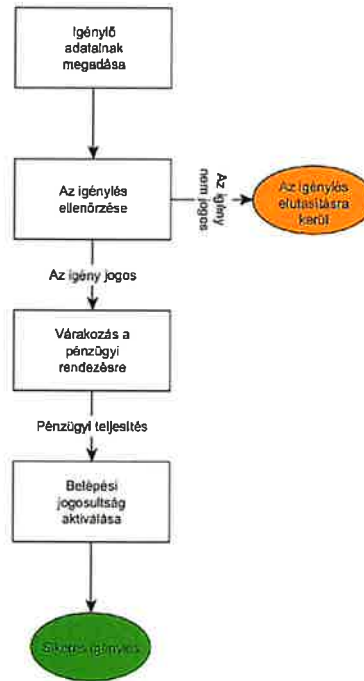 Igénylő
adatainak
megadása
Az igénylés
ellenőrzése
Az igény
nem jogos
Az igénylés
elutasításra
kerül
Az igény jogos
Várakozás a
pénzügyi
rendezésre
Pénzügyi teljesítés
Belépési
jogosultság
aktiválása
Sikeres igénylés